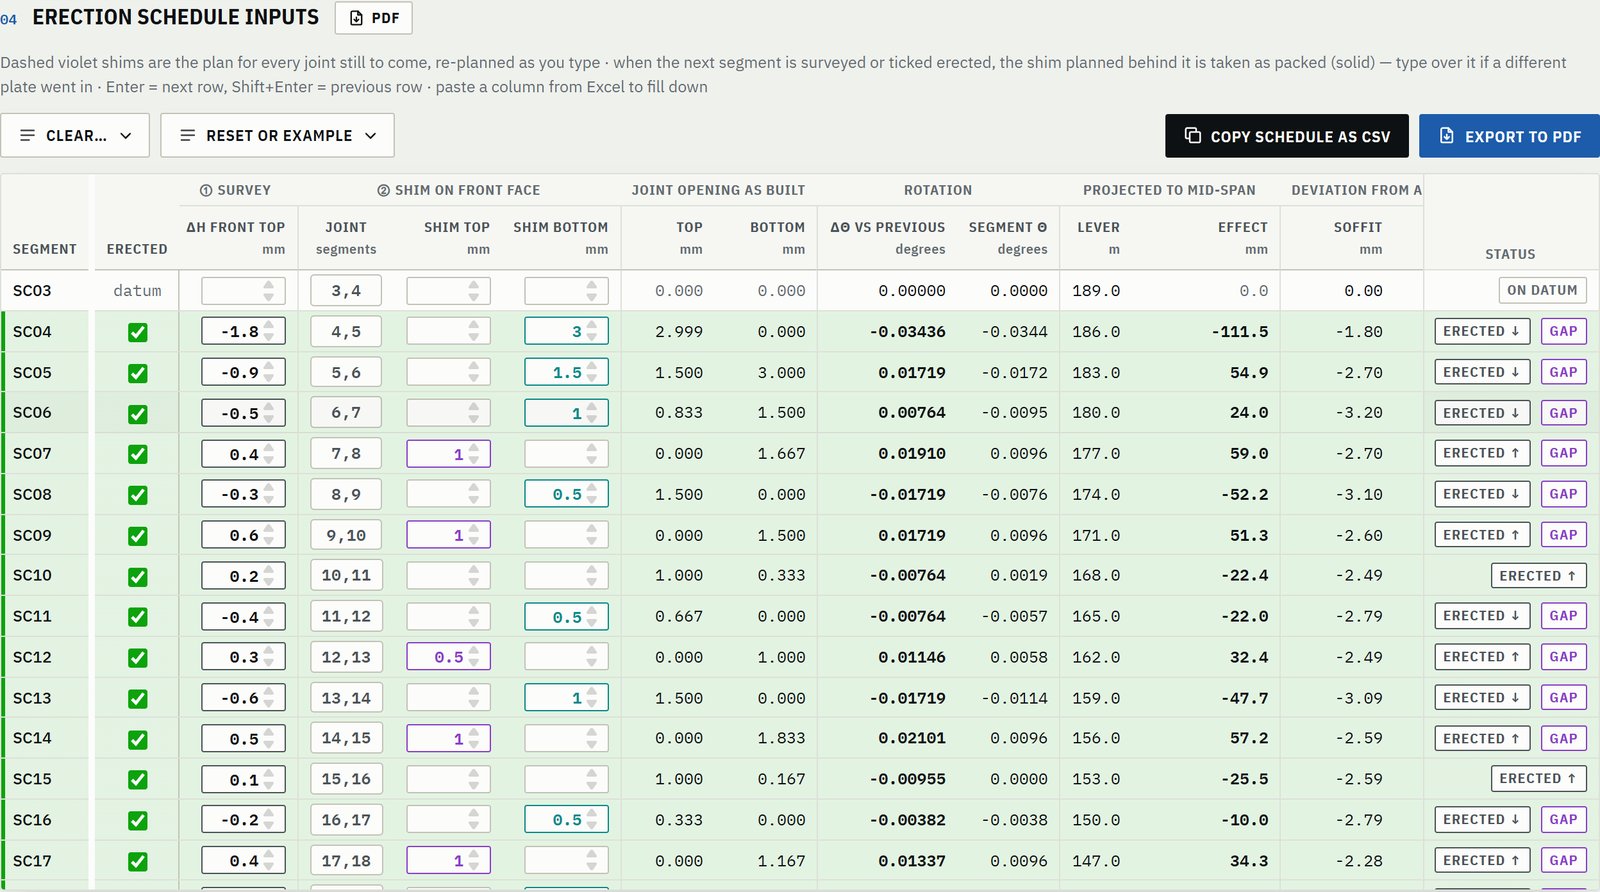 04 ERECTION SCHEDULE INPUTS PDF
Dashed violet shims are the plan for every joint still to come, re-planned as you type · when the next segment is surveyed or ticked erected, the shim planned behind it is taken as packed (solid) — type over it if a different
plate went in · Enter = next row, Shift+Enter = previous row · paste a column from Excel to fill down
CLEAR... RESET OR EXAMPLE COPY SCHEDULE AS CSV EXPORT TO PDF
① SURVEY ② SHIM ON FRONT FACE JOINT OPENING AS BUILT ROTATION PROJECTED TO MID-SPAN DEVIATION FROM A
SEGMENT ERECTED ΔH FRONT TOP mm JOINT segments SHIM TOP mm SHIM BOTTOM mm TOP mm BOTTOM mm ΔΘ VS PREVIOUS degrees SEGMENT Θ degrees LEVER m EFFECT mm SOFFIT mm STATUS
SC03 datum 3,4 0.000 0.000 0.00000 0.0000 189.0 0.0 0.00 ON DATUM
SC04 -1.8 4,5 3 2.999 0.000 -0.03436 -0.0344 186.0 -111.5 -1.80 ERECTED ↓ GAP
SC05 -0.9 5,6 1.5 1.500 3.000 0.01719 -0.0172 183.0 54.9 -2.70 ERECTED ↓ GAP
SC06 -0.5 6,7 1 0.833 1.500 0.00764 -0.0095 180.0 24.0 -3.20 ERECTED ↓ GAP
SC07 0.4 7,8 1 0.000 1.667 0.01910 0.0096 177.0 59.0 -2.70 ERECTED ↑ GAP
SC08 -0.3 8,9 0.5 1.500 0.000 -0.01719 -0.0076 174.0 -52.2 -3.10 ERECTED ↓ GAP
SC09 0.6 9,10 1 0.000 1.500 0.01719 0.0096 171.0 51.3 -2.60 ERECTED ↑ GAP
SC10 0.2 10,11 1.000 0.333 -0.00764 0.0019 168.0 -22.4 -2.49 ERECTED ↑
SC11 -0.4 11,12 0.5 0.667 0.000 -0.00764 -0.0057 165.0 -22.0 -2.79 ERECTED ↓ GAP
SC12 0.3 12,13 0.5 0.000 1.000 0.01146 0.0058 162.0 32.4 -2.49 ERECTED ↑ GAP
SC13 -0.6 13,14 1 1.500 0.000 -0.01719 -0.0114 159.0 -47.7 -3.09 ERECTED ↓ GAP
SC14 0.5 14,15 1 0.000 1.833 0.02101 0.0096 156.0 57.2 -2.59 ERECTED ↑ GAP
SC15 0.1 15,16 1.000 0.167 -0.00955 0.0000 153.0 -25.5 -2.59 ERECTED ↑
SC16 -0.2 16,17 0.5 0.333 0.000 -0.00382 -0.0038 150.0 -10.0 -2.79 ERECTED ↓ GAP
SC17 0.4 17,18 1 0.000 1.167 0.01337 0.0096 147.0 34.3 -2.28 ERECTED ↑ GAP